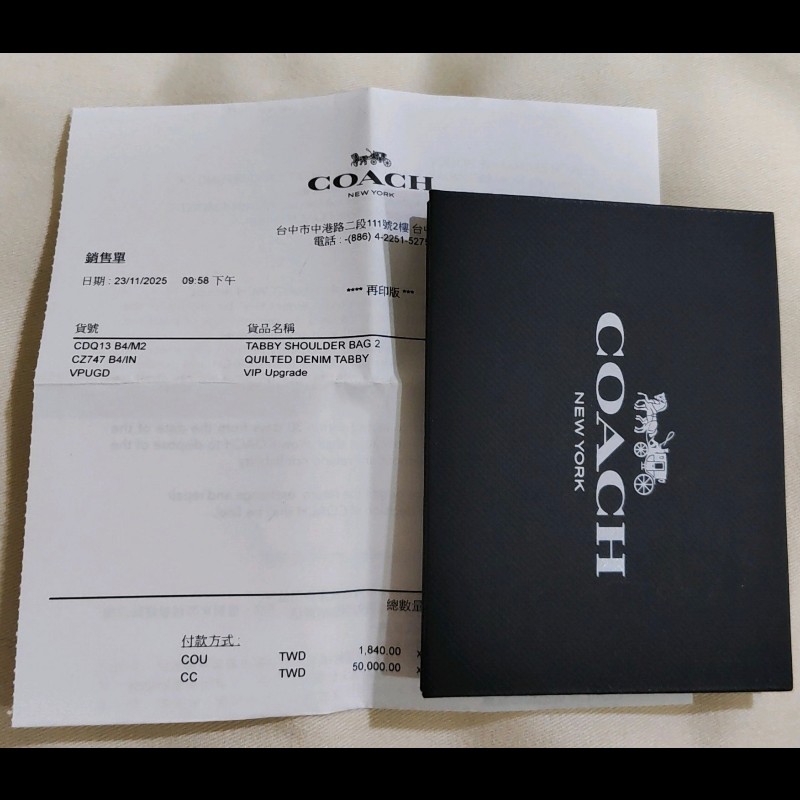 COACH
NEW YORK
台中市中港路二段111號2樓 台中
電話 : -(886) 4-2251-527
銷售單
日期 : 23/11/2025 09:58 下午
**** 再印版 ***
貨號 貨品名稱
CDQ13 B4/M2 TABBY SHOULDER BAG 2
CZ747 B4/IN QUILTED DENIM TABBY
VPUGD VIP Upgrade
總數量
付款方式 :
COU TWD 1,840.00
CC TWD 50,000.00
COACH
NEW YORK